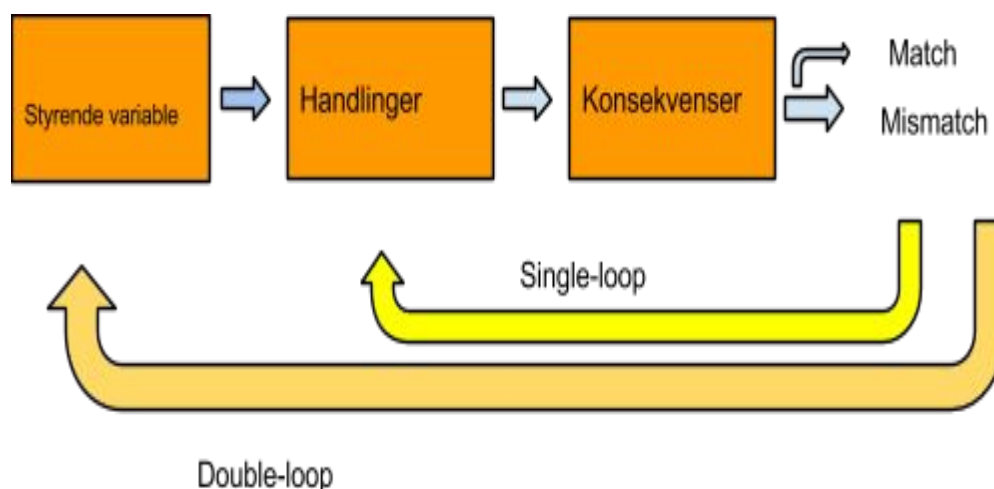 Styrende variable
Handlinger
Konsekvenser
Match
Mismatch
Single-loop
Double-loop